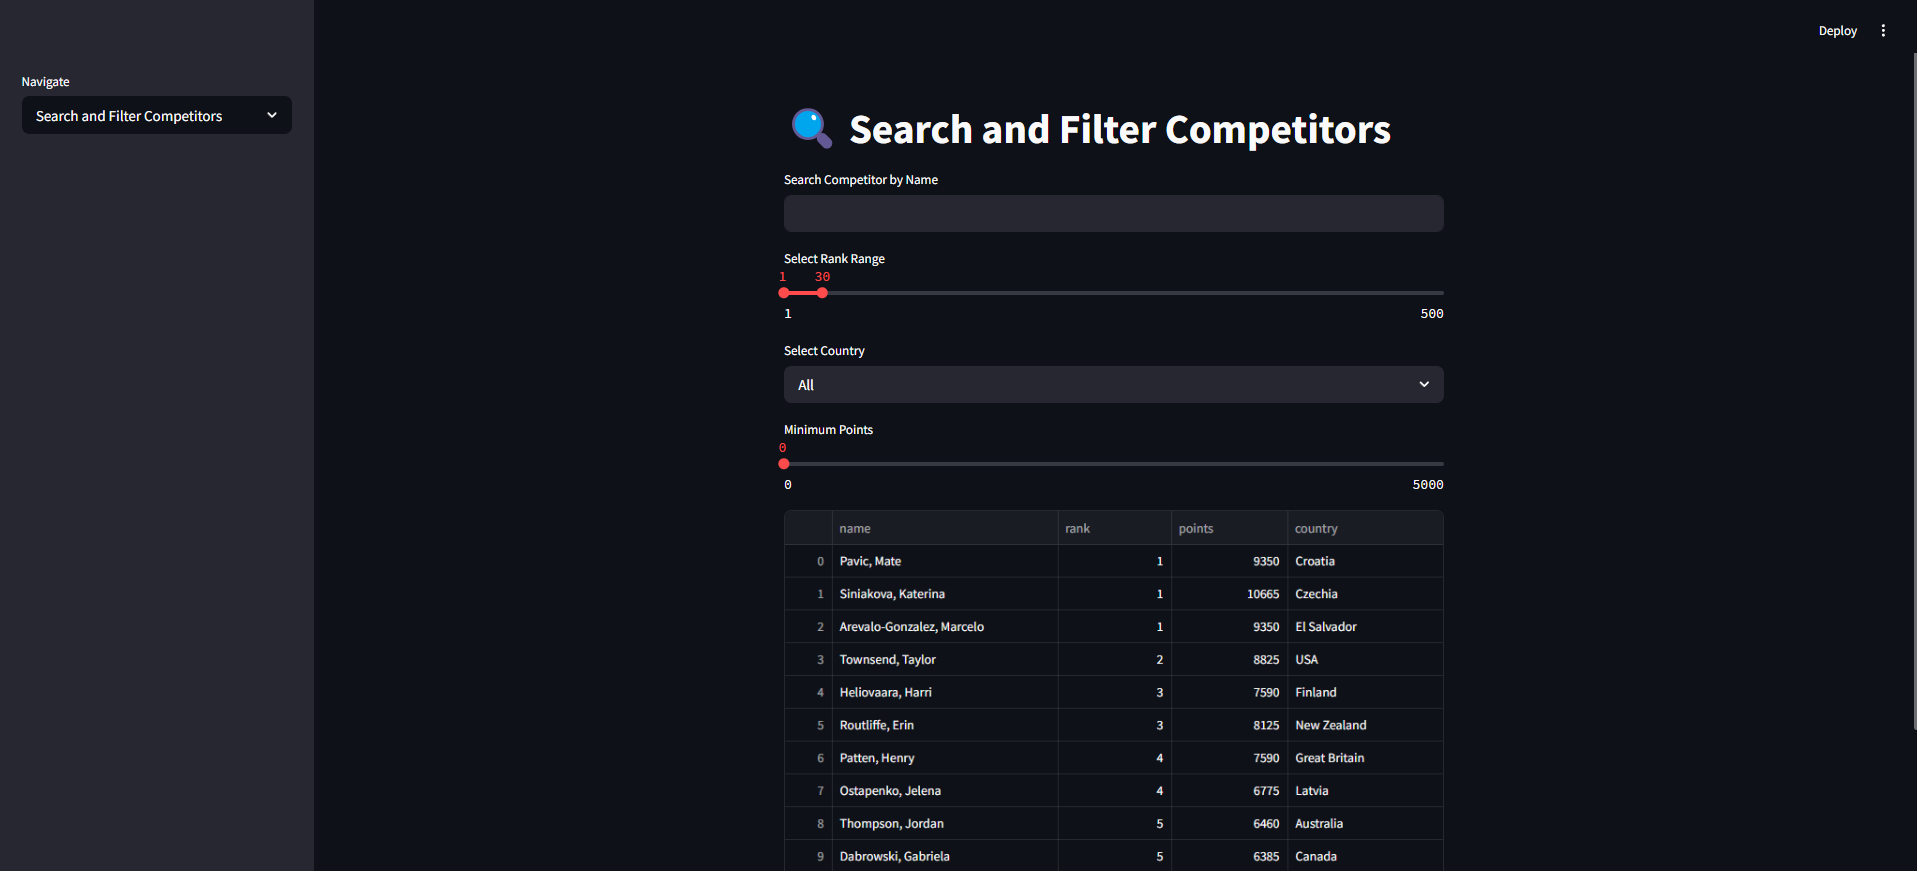 Deploy
Navigate
Search and Filter Competitors
Search and Filter Competitors
Search Competitor by Name
Select Rank Range
1 30
1 500
Select Country
All
Minimum Points
0
0 5000
name rank points country
0 Pavic, Mate 1 9350 Croatia
1 Siniakova, Katerina 1 10665 Czechia
2 Arevalo-Gonzalez, Marcelo 1 9350 El Salvador
3 Townsend, Taylor 2 8825 USA
4 Heliovaara, Harri 3 7590 Finland
5 Routliffe, Erin 3 8125 New Zealand
6 Patten, Henry 4 7590 Great Britain
7 Ostapenko, Jelena 4 6775 Latvia
8 Thompson, Jordan 5 6460 Australia
9 Dabrowski, Gabriela 5 6385 Canada